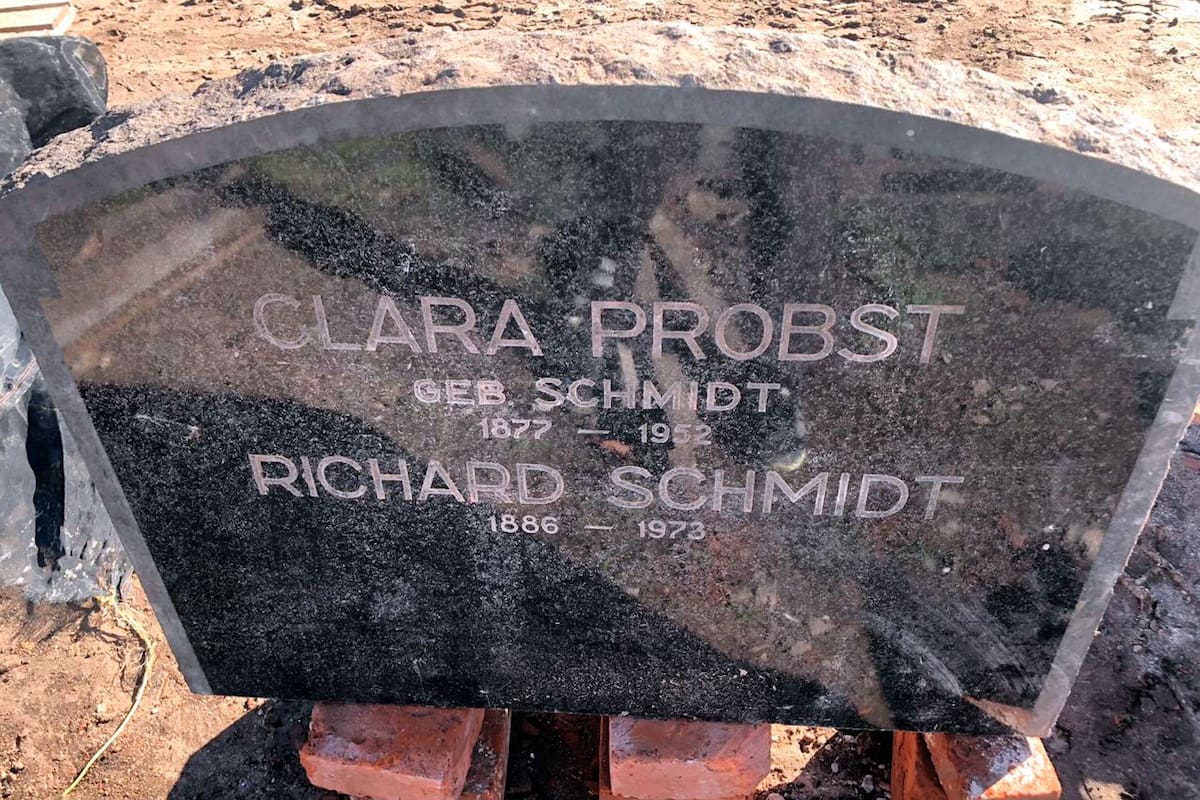 CLARA PROBST
GEB. SCHMIDT
1877 — 1952
RICHARD SCHMIDT
1886 — 1973